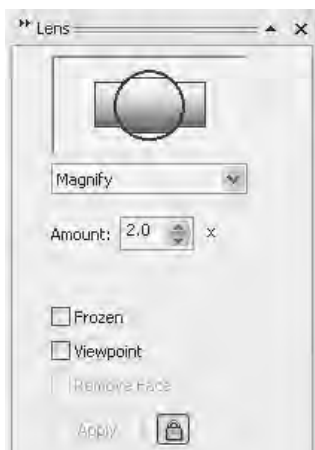 Lens
Magnify
Amount: 2.0 x
Frozen
Viewpoint
Remove Face
Apply